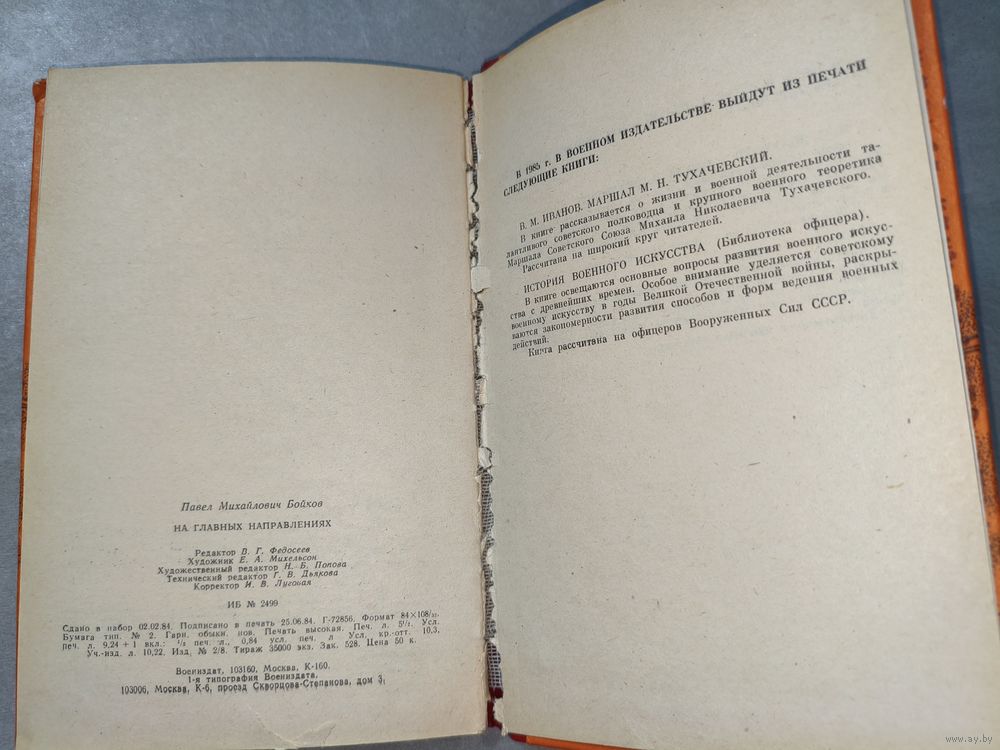 Павел Михайлович Бойков
НА ГЛАВНЫХ НАПРАВЛЕНИЯХ
Редактор В. Г. Федосеев
Художник Е. А. Михельсон
Художественный редактор Н. Б. Попова
Технический редактор Г. В. Дьякова
Корректор И. В. Луговая
ИБ № 2499
Сдано в набор 02.02.84. Подписано в печать 25.06.84. Г-72856. Формат 84×108/32.
Бумага тип. № 2. Гарн. обыкн. нов. Печать высокая. Печ. л. 5½. Усл.
печ. л. 9,24 + 1 вкл.: ½ печ. л., 0,84 усл. печ. л Усл. кр.-отт. 10,3.
Уч.-изд. л. 10,22. Изд. № 2/8. Тираж 35000 экз. Зак. 528. Цена 50 к.
Воениздат, 103160, Москва, К-160.
1-я типография Воениздата.
103006, Москва, К-6, проезд Скворцова-Степанова, дом 3.
В 1985 г. В ВОЕННОМ ИЗДАТЕЛЬСТВЕ ВЫЙДУТ ИЗ ПЕЧАТИ
СЛЕДУЮЩИЕ КНИГИ:
В. М. ИВАНОВ. МАРШАЛ М. Н. ТУХАЧЕВСКИЙ.
В книге рассказывается о жизни и военной деятельности та-
лантливого советского полководца и крупного военного теоретика
Маршала Советского Союза Михаила Николаевича Тухачевского.
Рассчитана на широкий круг читателей.
ИСТОРИЯ ВОЕННОГО ИСКУССТВА (Библиотека офицера).
В книге освещаются основные вопросы развития военного искус-
ства с древнейших времен. Особое внимание уделяется советскому
военному искусству в годы Великой Отечественной войны, раскры-
ваются закономерности развития способов и форм ведения военных
действий.
Книга рассчитана на офицеров Вооруженных Сил СССР.
www.ay.by